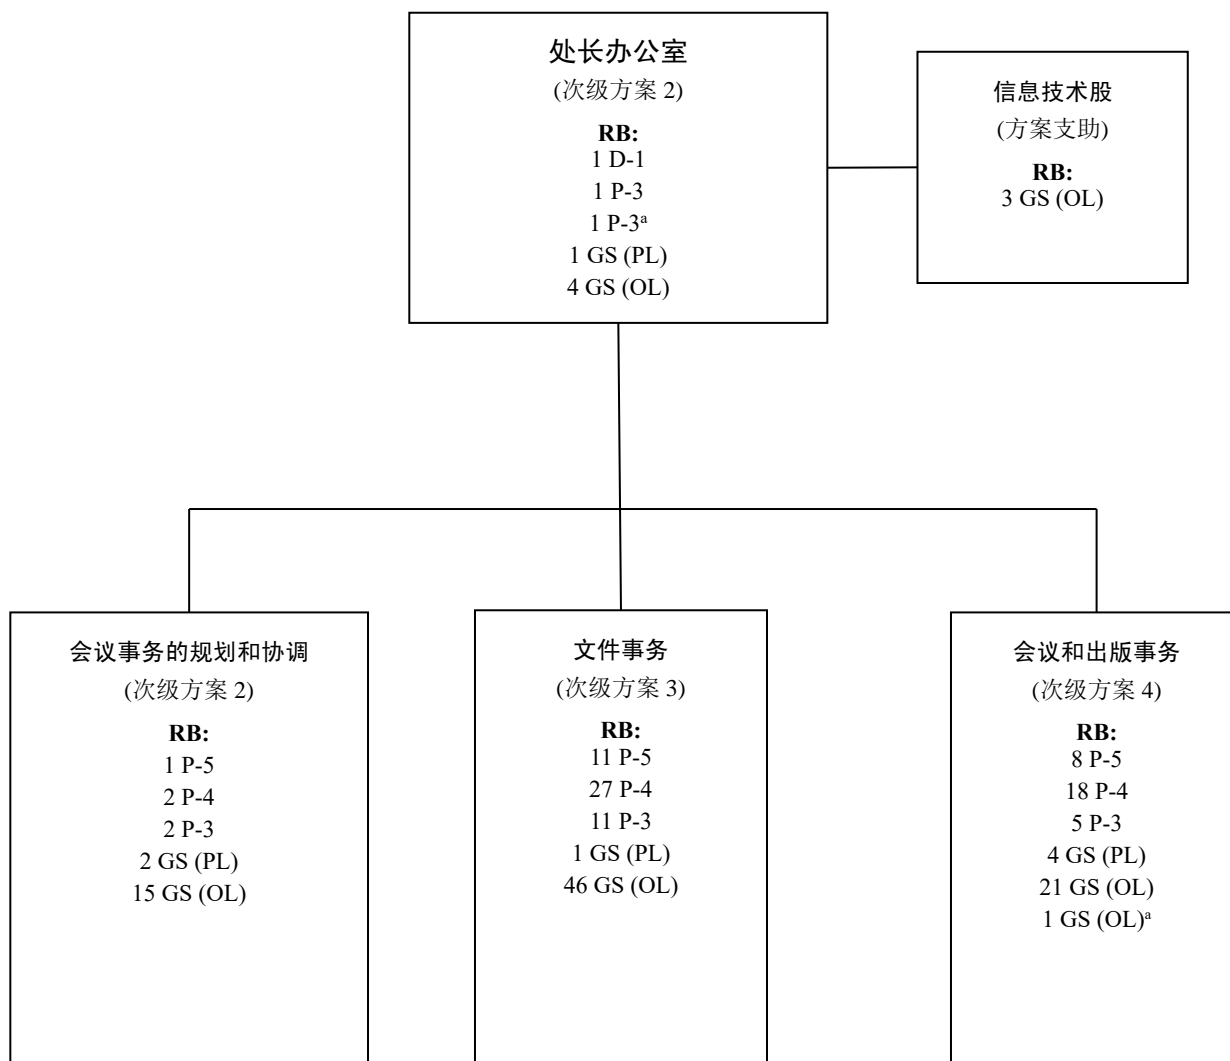 处长办公室
(次级方案 2)
RB:
1 D-1
1 P-3
1 P-3ᵃ
1 GS (PL)
4 GS (OL)
信息技术股
(方案支助)
RB:
3 GS (OL)
会议事务的规划和协调
(次级方案 2)
RB:
1 P-5
2 P-4
2 P-3
2 GS (PL)
15 GS (OL)
文件事务
(次级方案 3)
RB:
11 P-5
27 P-4
11 P-3
1 GS (PL)
46 GS (OL)
会议和出版事务
(次级方案 4)
RB:
8 P-5
18 P-4
5 P-3
4 GS (PL)
21 GS (OL)
1 GS (OL)ᵃ